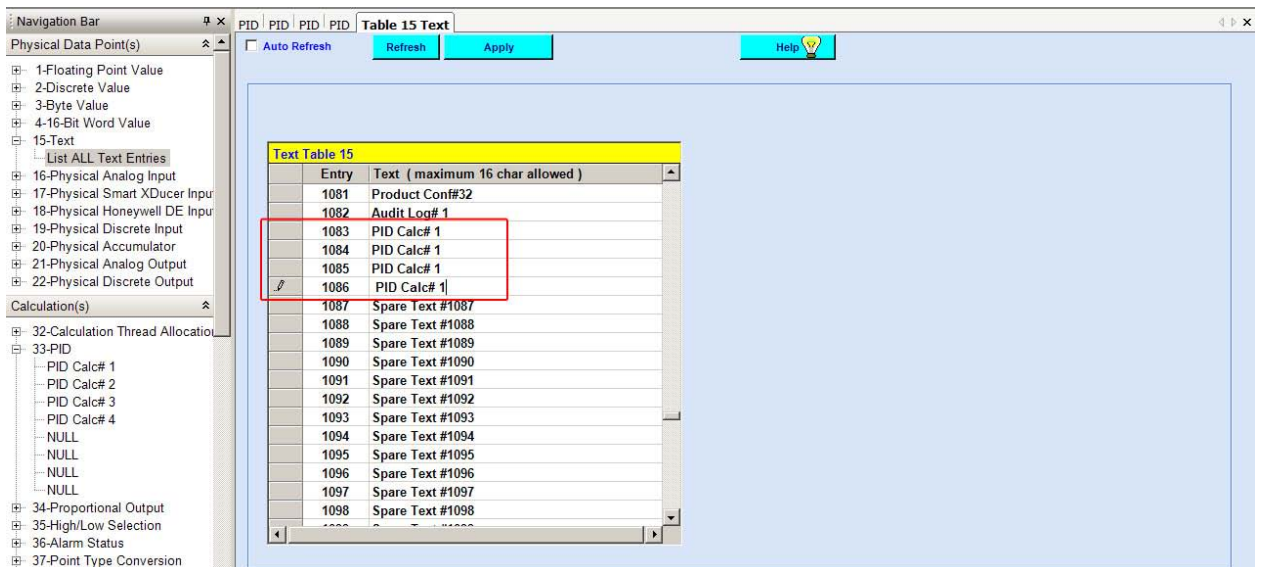 Navigation Bar
PID PID PID PID Table 15 Text
Physical Data Point(s)
Auto Refresh Refresh Apply Help
1-Floating Point Value
2-Discrete Value
3-Byte Value
4-16-Bit Word Value
15-Text
List ALL Text Entries
16-Physical Analog Input
17-Physical Smart XDucer Inpu
18-Physical Honeywell DE Inpu
19-Physical Discrete Input
20-Physical Accumulator
21-Physical Analog Output
22-Physical Discrete Output
Calculation(s)
32-Calculation Thread Allocation
33-PID
PID Calc# 1
PID Calc# 2
PID Calc# 3
PID Calc# 4
NULL
NULL
NULL
NULL
34-Proportional Output
35-High/Low Selection
36-Alarm Status
37-Point Type Conversion
Text Table 15
Entry Text ( maximum 16 char allowed )
1081 Product Conf#32
1082 Audit Log# 1
1083 PID Calc# 1
1084 PID Calc# 1
1085 PID Calc# 1
1086 PID Calc# 1
1087 Spare Text #1087
1088 Spare Text #1088
1089 Spare Text #1089
1090 Spare Text #1090
1091 Spare Text #1091
1092 Spare Text #1092
1093 Spare Text #1093
1094 Spare Text #1094
1095 Spare Text #1095
1096 Spare Text #1096
1097 Spare Text #1097
1098 Spare Text #1098